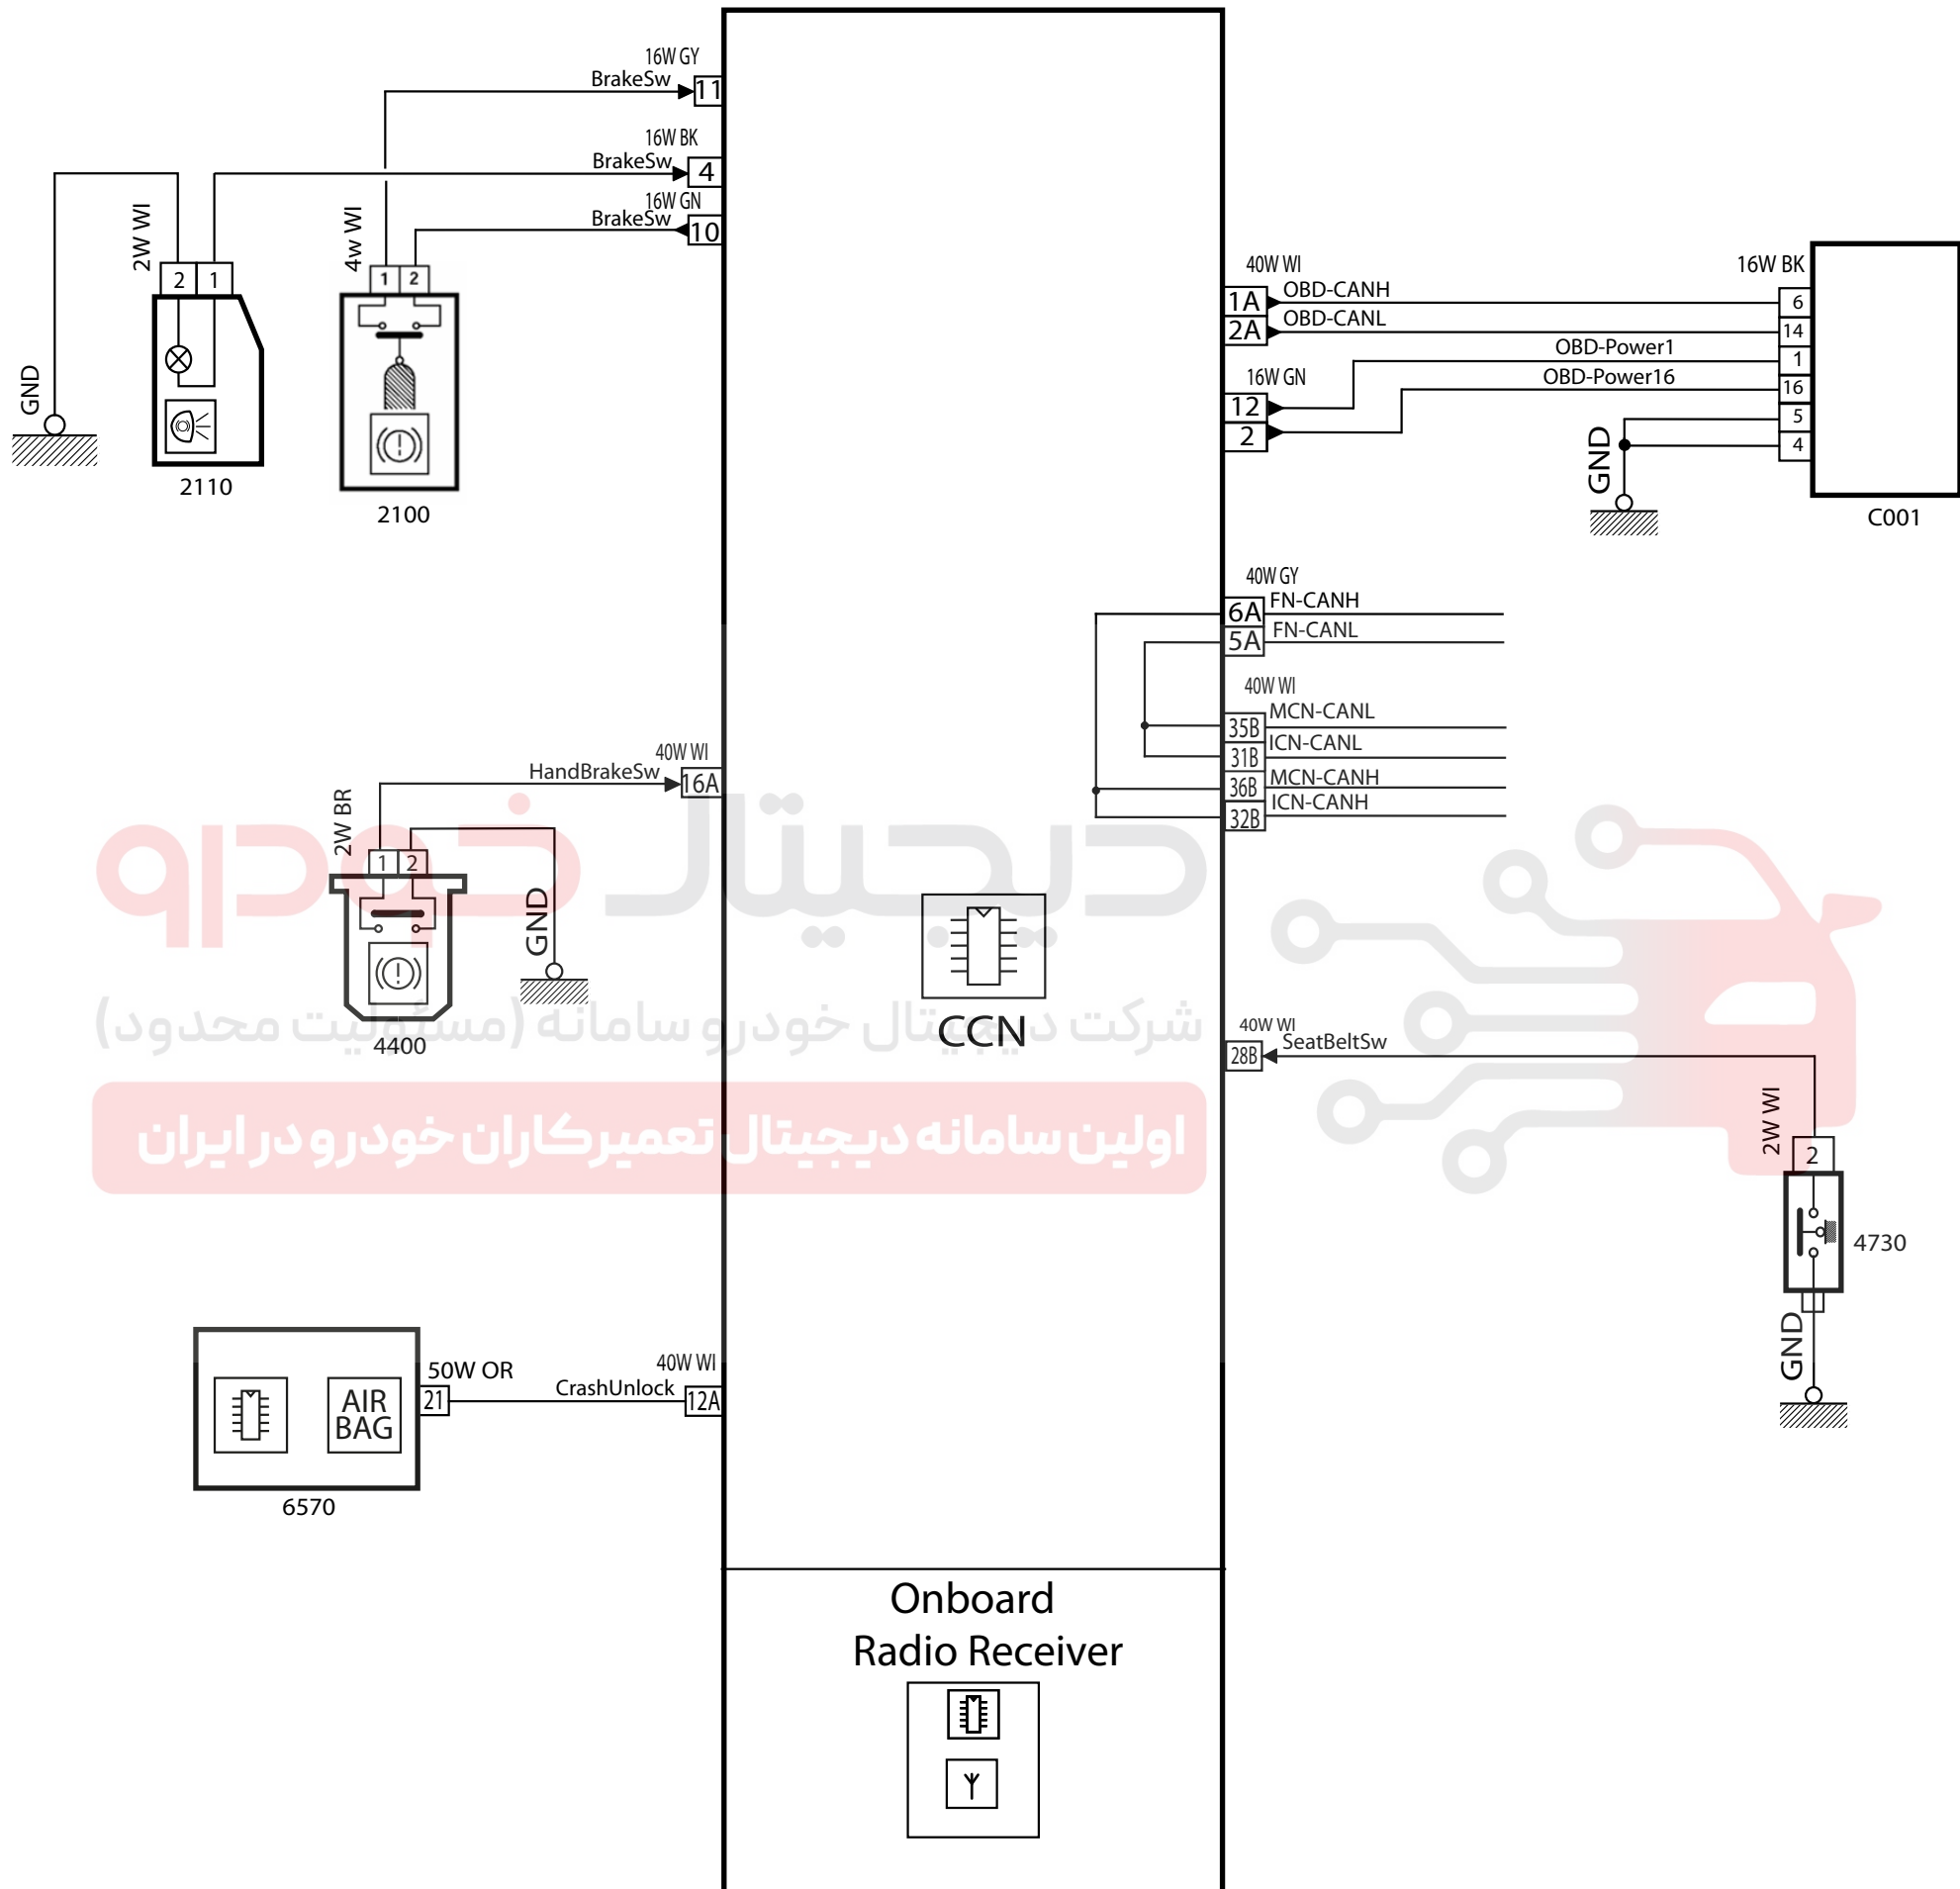 16W GY
BrakeSw
11
16W BK
BrakeSw
4
16W GN
BrakeSw
10
2W WI
2 1
GND
2110
4w WI
1 2
2100
40W WI
1A OBD-CANH
2A OBD-CANL
16W GN
12
2
OBD-Power1
OBD-Power16
16W BK
6
14
1
16
5
4
GND
C001
40W GY
6A FN-CANH
5A FN-CANL
40W WI
35B MCN-CANL
31B ICN-CANL
36B MCN-CANH
32B ICN-CANH
40W WI
HandBrakeSw
16A
2W BR
1 2
GND
4400
دیجیتال خودرو
شرکت دیجیتال خودرو سامانه (مسئولیت محدود)
اولین سامانه دیجیتال تعمیرکاران خودرو در ایران
CCN
40W WI
28B SeatBeltSw
2W WI
2
4730
GND
AIR
BAG
50W OR
21
CrashUnlock
40W WI
12A
6570
Onboard
Radio Receiver